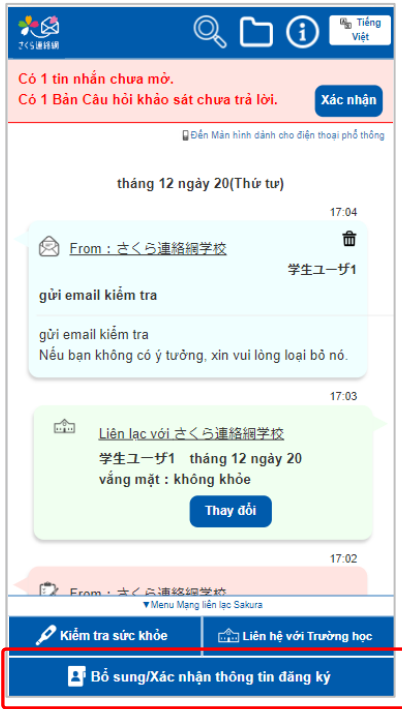 さくら連絡網
Tiếng
Việt
Có 1 tin nhắn chưa mở.
Có 1 Bản Câu hỏi khảo sát chưa trả lời.
Xác nhận
Đến Màn hình dành cho điện thoại phổ thông
tháng 12 ngày 20(Thứ tư)
17:04
From：さくら連絡網学校
学生ユーザ1
gửi email kiểm tra
gửi email kiểm tra
Nếu bạn không có ý tưởng, xin vui lòng loại bỏ nó.
17:03
Liên lạc với さくら連絡網学校
学生ユーザ1　tháng 12 ngày 20
vắng mặt：không khỏe
Thay đổi
17:02
From：さくら連絡網学校
▼Menu Mạng liên lạc Sakura
Kiểm tra sức khỏe
Liên hệ với Trường học
Bổ sung/Xác nhận thông tin đăng ký